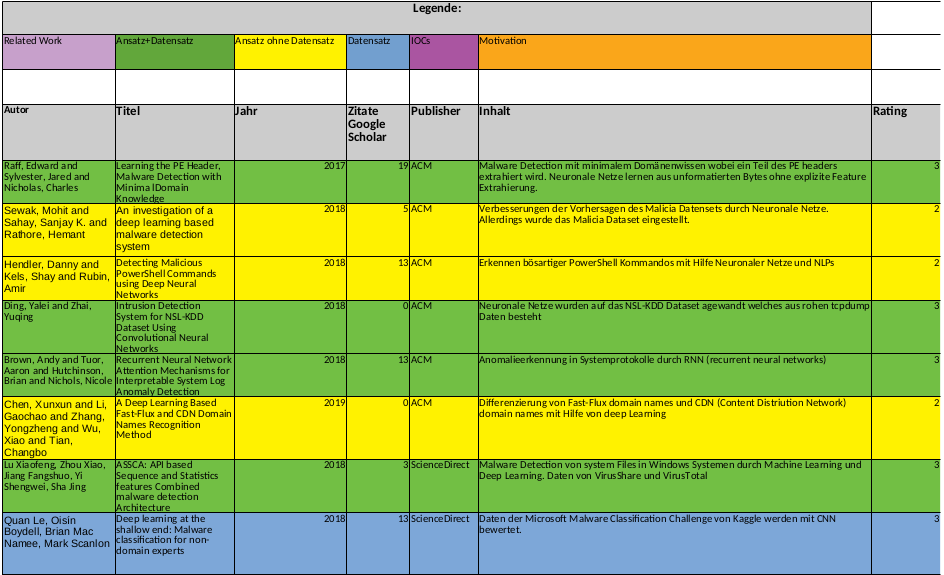 Legende:
Related Work Ansatz+Datensatz Ansatz ohne Datensatz Datensatz IOCs Motivation
Autor Titel Jahr Zitate Publisher Inhalt Rating
Google
Scholar
Raff, Edward and Learning the PE Header, 2017 19 ACM Malware Detection mit minimalem Domänenwissen wobei ein Teil des PE headers 3
Sylvester, Jared and Malware Detection with extrahiert wird. Neuronale Netze lernen aus unformatierten Bytes ohne explizite Feature
Nicholas, Charles Minimal lDomain Extrahierung.
Knowledge
Sewak, Mohit and An investigation of a 2018 5 ACM Verbesserungen der Vorhersagen des Malicia Datensets durch Neuronale Netze. 2
Sahay, Sanjay K. and deep learning based Allerdings wurde das Malicia Dataset eingestellt.
Rathore, Hemant malware detection
system
Hendler, Danny and Detecting Malicious 2018 13 ACM Erkennen bösartiger PowerShell Kommandos mit Hilfe Neuronaler Netze und NLPs 2
Kels, Shay and Rubin, PowerShell Commands
Amir using Deep Neural
Networks
Ding, Yalei and Zhai, Intrusion Detection 2018 0 ACM Neuronale Netze wurden auf das NSL-KDD Dataset agewandt welches aus rohen tcpdump 3
Yuqing System for NSL-KDD Daten besteht
Dataset Using
Convolutional Neural
Networks
Brown, Andy and Tuor, Recurrent Neural Network 2018 13 ACM Anomalieerkennung in Systemprotokolle durch RNN (recurrent neural networks) 3
Aaron and Hutchinson, Attention Mechanisms for
Brian and Nichols, Nicole Interpretable System Log
Anomaly Detection
Chen, Xunxun and Li, A Deep Learning Based 2019 0 ACM Differenzierung von Fast-Flux domain names und CDN (Content Distriution Network) 2
Gaochao and Zhang, Fast-Flux and CDN Domain domain names mit Hilfe von deep Learning
Yongzheng and Wu, Names Recognition
Xiao and Tian, Method
Changbo
Lu Xiaofeng, Zhou Xiao, ASSCA: API based 2018 3 ScienceDirect Malware Detection von system Files in Windows Systemen durch Machine Learning und 3
Jiang Fangshuo, Yi Sequence and Statistics Deep Learning. Daten von VirusShare und VirusTotal
Shengwei, Sha Jing features Combined
malware detection
Architecture
Quan Le, Oisin Deep learning at the 2018 13 ScienceDirect Daten der Microsoft Malware Classification Challenge von Kaggle werden mit CNN 3
Boydell, Brian Mac shallow end: Malware bewertet.
Namee, Mark Scanlon classification for non-
domain experts